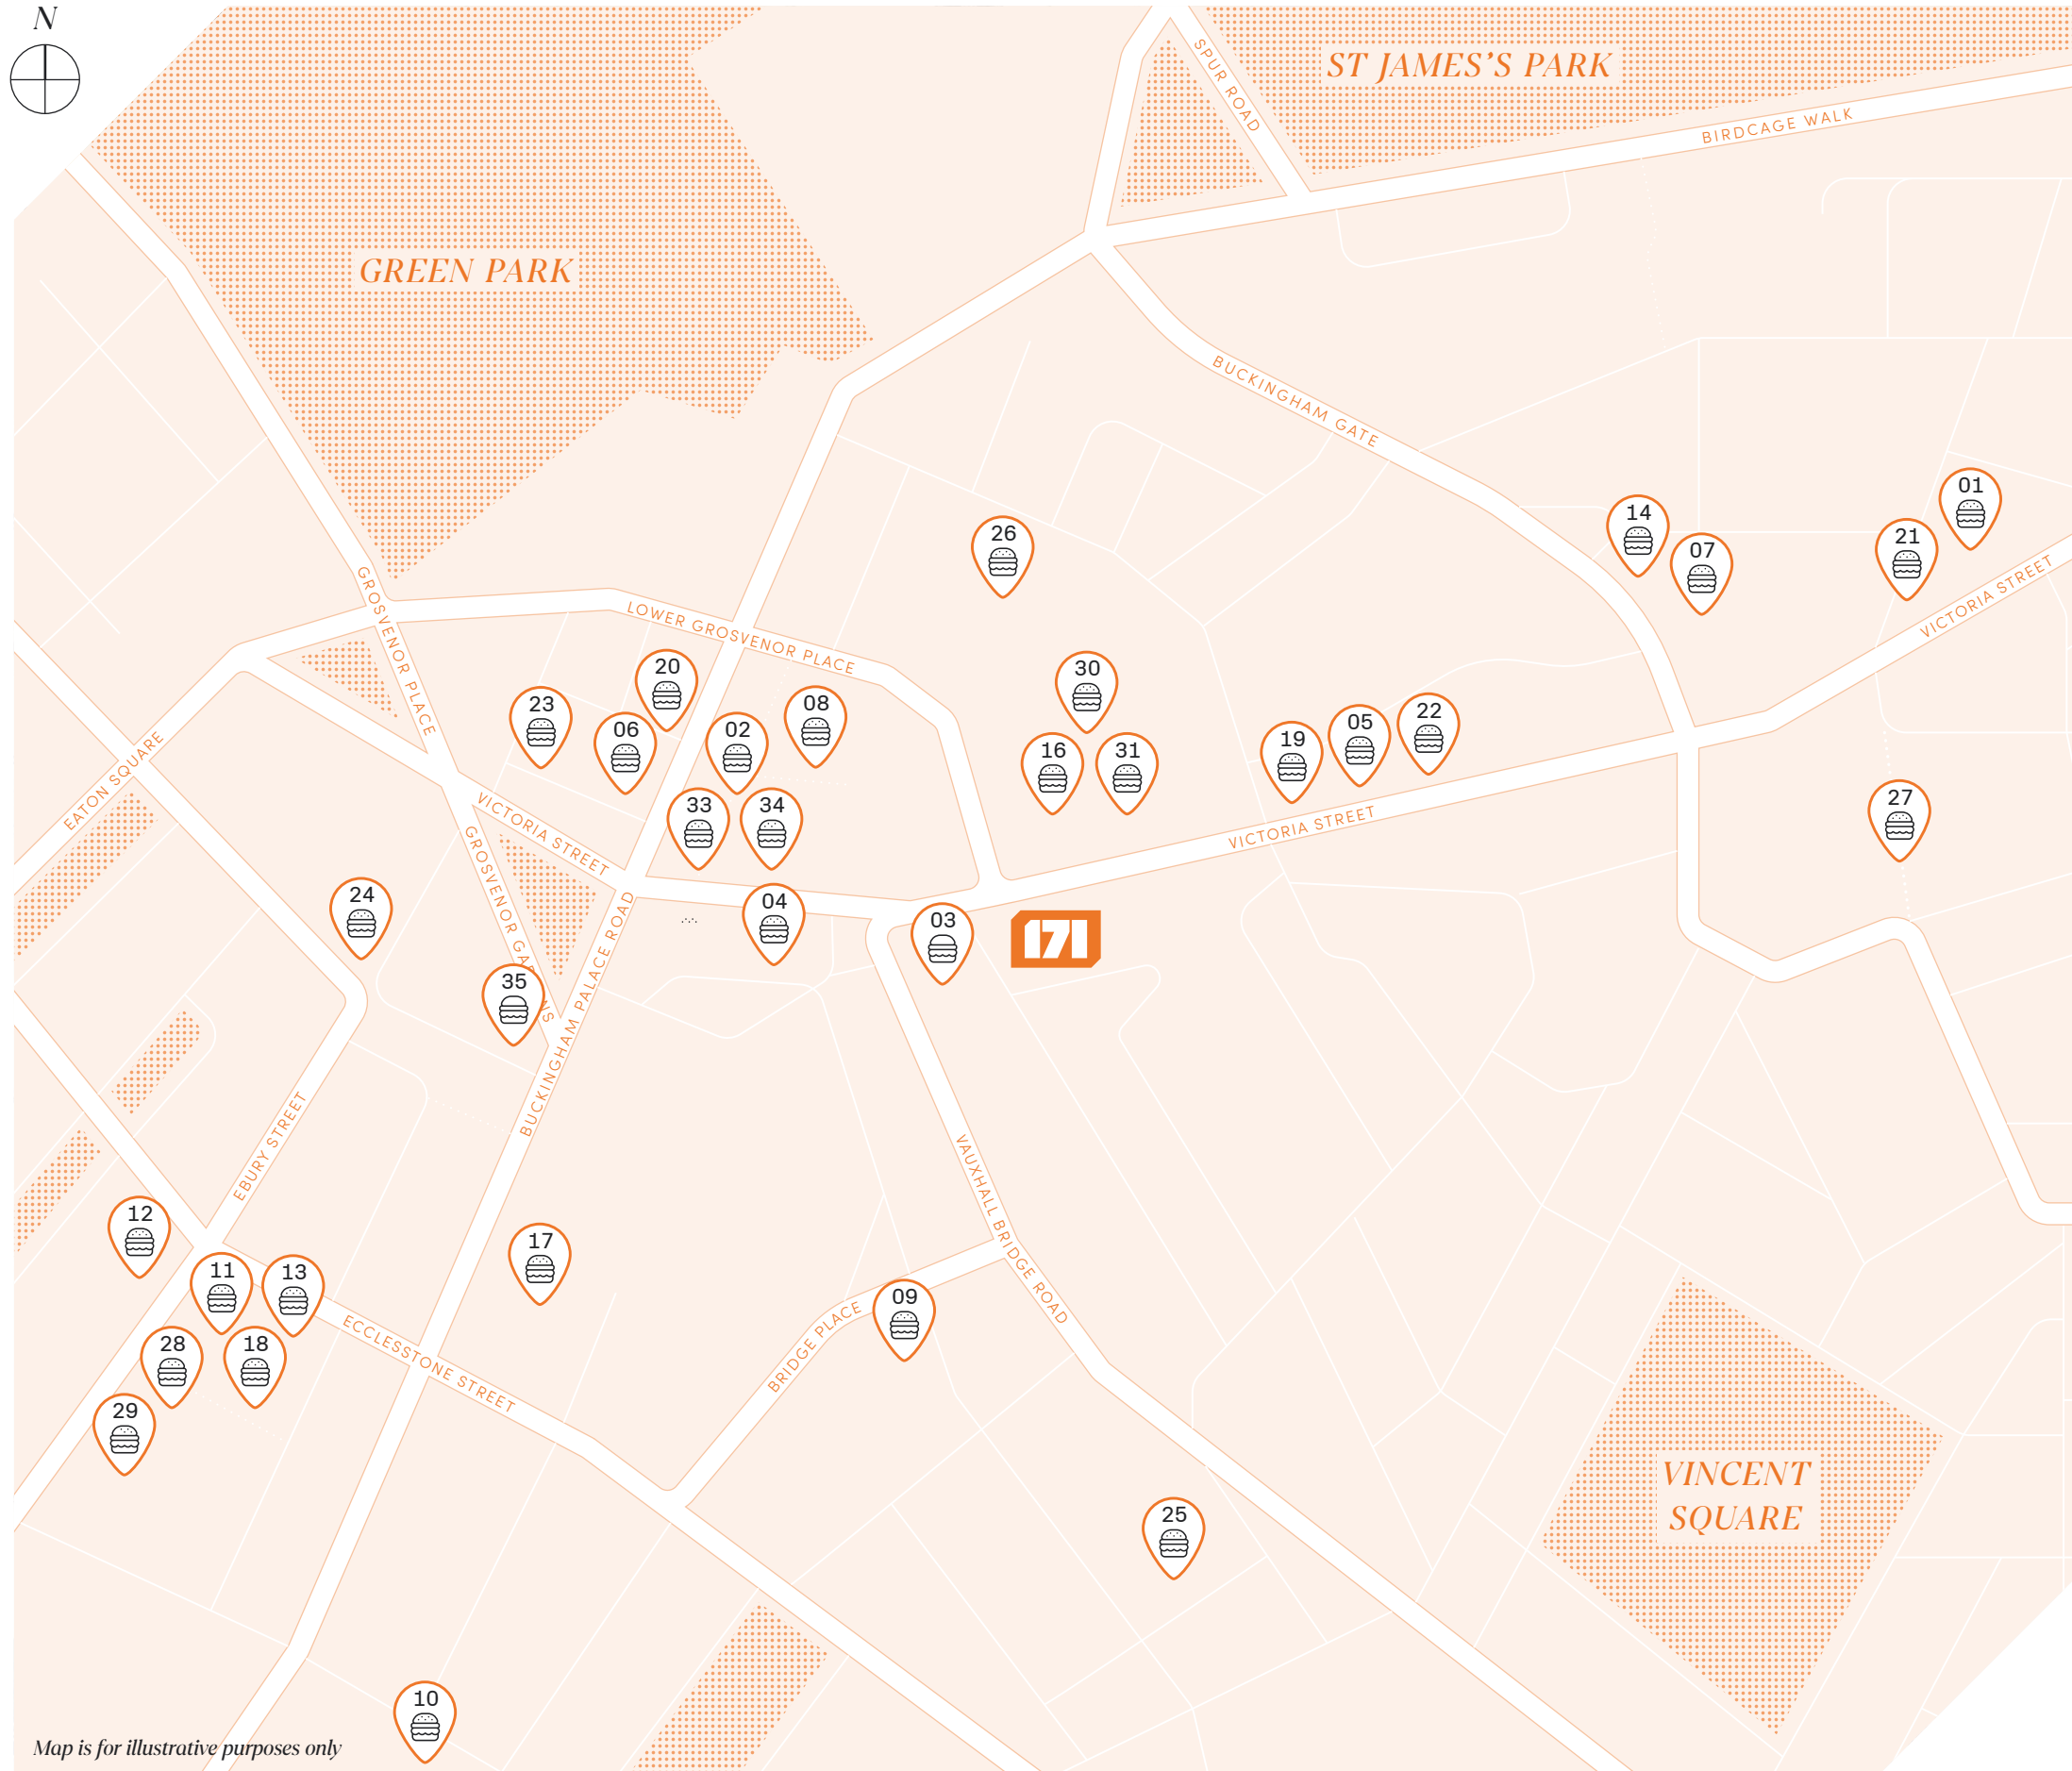 N
SPUR ROAD
ST JAMES’S PARK
BIRDCAGE WALK
GREEN PARK
BUCKINGHAM GATE
01
14
26
21
07
VICTORIA STREET
GROSVENOR PLACE
LOWER GROSVENOR PLACE
20
30
23
08
22
06
02
05
EATON SQUARE
16
31
19
33
34
27
VICTORIA STREET
VICTORIA STREET
GROSVENOR GARDENS
24
04
03
171
35
BUCKINGHAM PALACE ROAD
EBURY STREET
VAUXHALL BRIDGE ROAD
12
17
11
13
09
BRIDGE PLACE
ECCLESSTONE STREET
28
18
29
VINCENT
SQUARE
25
10
Map is for illustrative purposes only